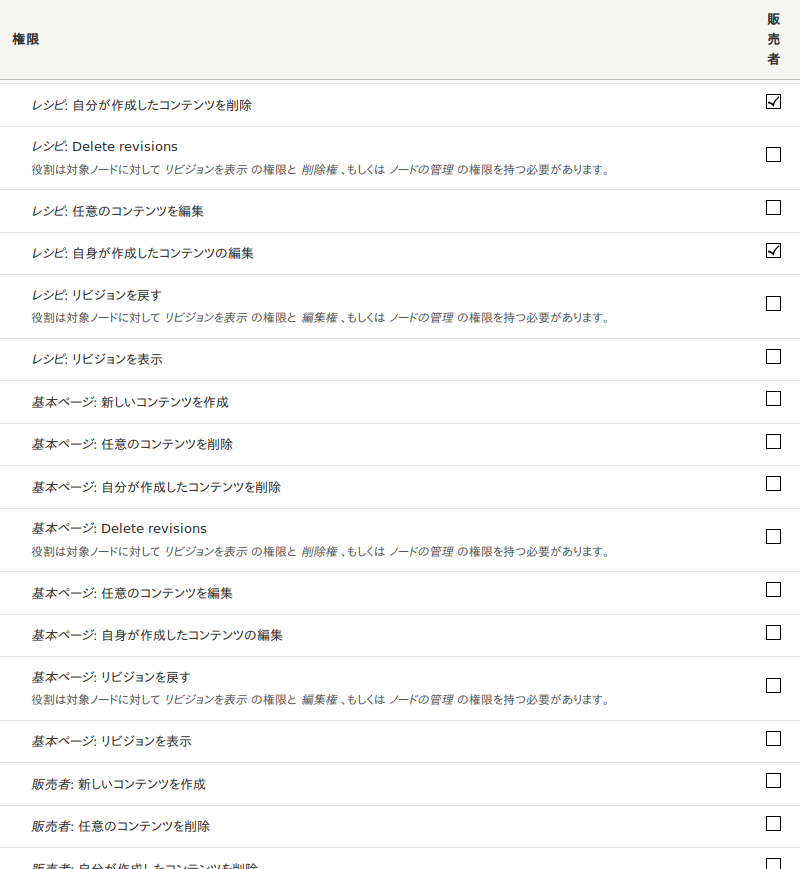 権限
販
売
者
レシピ: 自分が作成したコンテンツを削除
レシピ: Delete revisions
役割は対象ノードに対して リビジョンを表示 の権限と 削除権 、もしくは ノードの管理 の権限を持つ必要があります。
レシピ: 任意のコンテンツを編集
レシピ: 自身が作成したコンテンツの編集
レシピ: リビジョンを戻す
役割は対象ノードに対して リビジョンを表示 の権限と 編集権 、もしくは ノードの管理 の権限を持つ必要があります。
レシピ: リビジョンを表示
基本ページ: 新しいコンテンツを作成
基本ページ: 任意のコンテンツを削除
基本ページ: 自分が作成したコンテンツを削除
基本ページ: Delete revisions
役割は対象ノードに対して リビジョンを表示 の権限と 削除権 、もしくは ノードの管理 の権限を持つ必要があります。
基本ページ: 任意のコンテンツを編集
基本ページ: 自身が作成したコンテンツの編集
基本ページ: リビジョンを戻す
役割は対象ノードに対して リビジョンを表示 の権限と 編集権 、もしくは ノードの管理 の権限を持つ必要があります。
基本ページ: リビジョンを表示
販売者: 新しいコンテンツを作成
販売者: 任意のコンテンツを削除
販売者: 自分が作成したコンテンツを削除